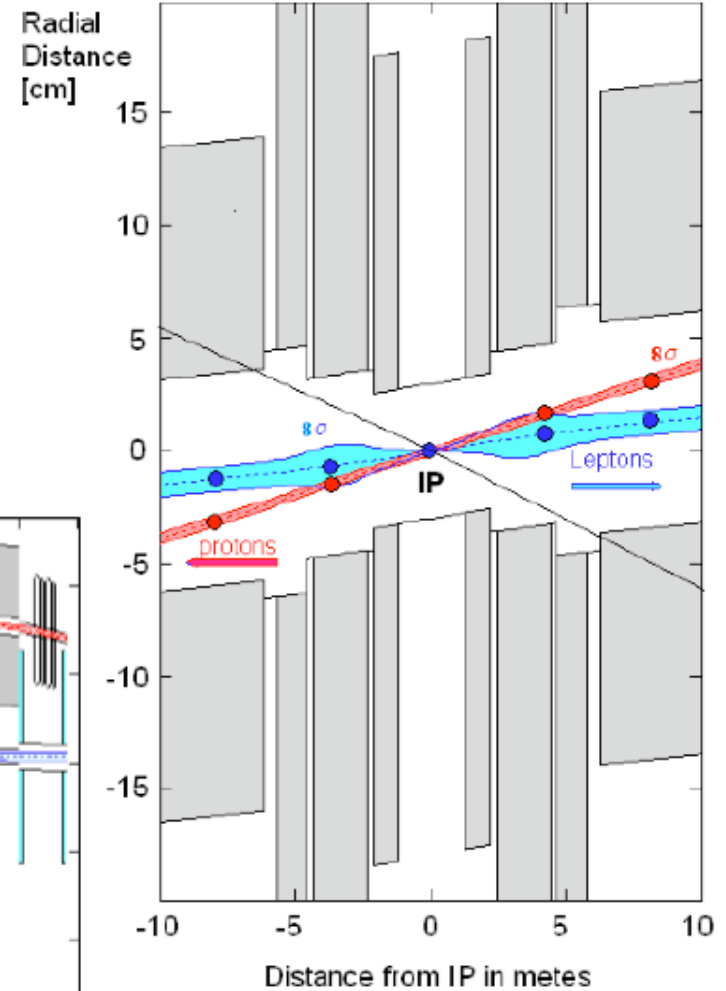 Radial
Distance
[cm]
15
10
5
0
-5
-10
-15
8σ
8σ
IP
Leptons
protons
-10 -5 0 5 10
Distance from IP in metes